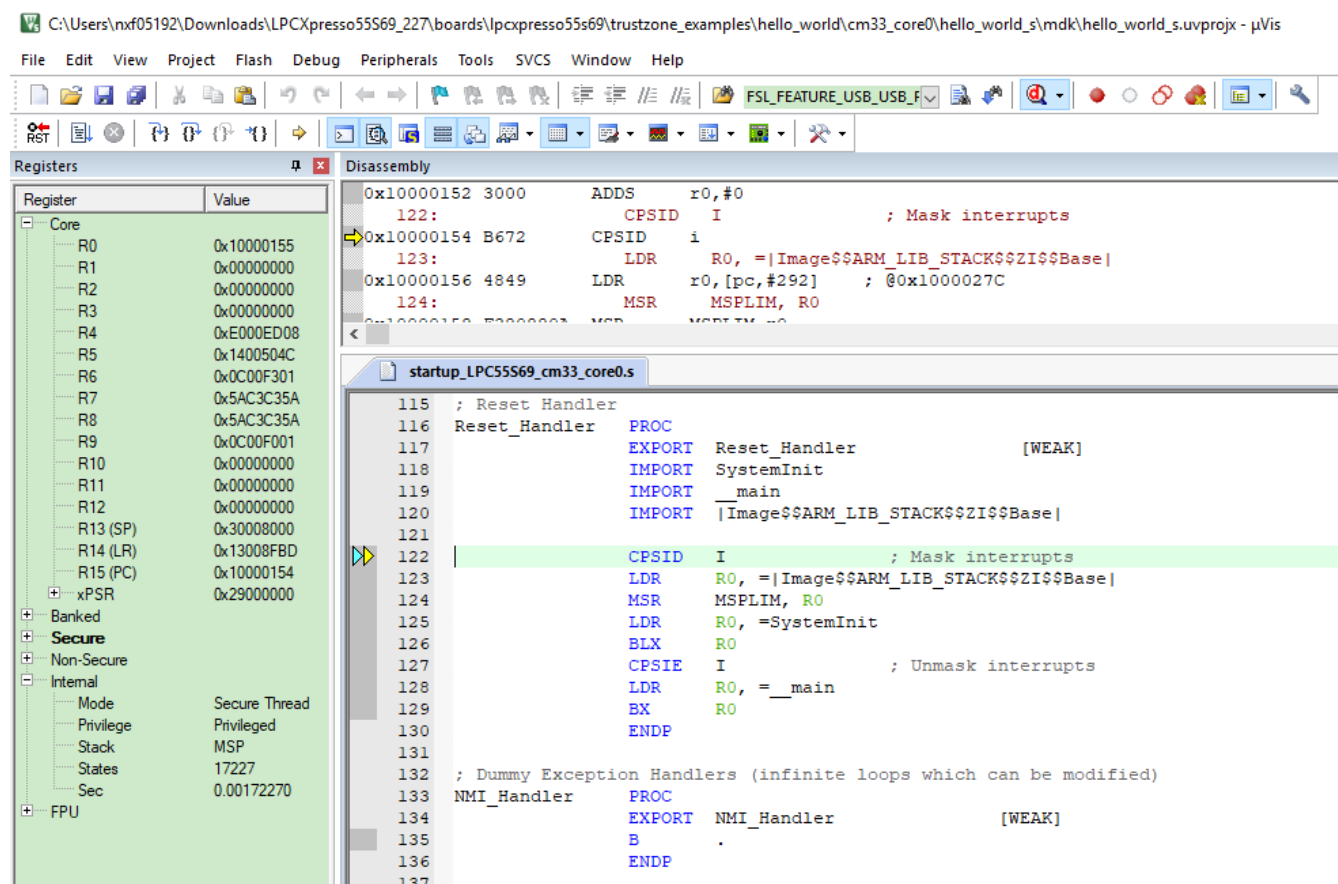 C:\Users\nxf05192\Downloads\LPCXpresso55S69_227\boards\lpcxpresso55s69\trustzone_examples\hello_world\cm33_core0\hello_world_s\mdk\hello_world_s.uvprojx - µVis
File Edit View Project Flash Debug Peripherals Tools SVCS Window Help
FSL_FEATURE_USB_USB_F
RST
Registers
Register Value
Core
R0 0x10000155
R1 0x00000000
R2 0x00000000
R3 0x00000000
R4 0xE000ED08
R5 0x1400504C
R6 0x0C00F301
R7 0x5AC3C35A
R8 0x5AC3C35A
R9 0x0C00F001
R10 0x00000000
R11 0x00000000
R12 0x00000000
R13 (SP) 0x30008000
R14 (LR) 0x13008FBD
R15 (PC) 0x10000154
xPSR 0x29000000
Banked
Secure
Non-Secure
Internal
Mode Secure Thread
Privilege Privileged
Stack MSP
States 17227
Sec 0.00172270
FPU
Disassembly
0x10000152 3000 ADDS r0,#0
122: CPSID I ; Mask interrupts
0x10000154 B672 CPSID i
123: LDR R0, =|Image$$ARM_LIB_STACK$$ZI$$Base|
0x10000156 4849 LDR r0,[pc,#292] ; @0x1000027C
124: MSR MSPLIM, R0
startup_LPC55S69_cm33_core0.s
115 ; Reset Handler
116 Reset_Handler PROC
117 EXPORT Reset_Handler [WEAK]
118 IMPORT SystemInit
119 IMPORT __main
120 IMPORT |Image$$ARM_LIB_STACK$$ZI$$Base|
121
122 CPSID I ; Mask interrupts
123 LDR R0, =|Image$$ARM_LIB_STACK$$ZI$$Base|
124 MSR MSPLIM, R0
125 LDR R0, =SystemInit
126 BLX R0
127 CPSIE I ; Unmask interrupts
128 LDR R0, =__main
129 BX R0
130 ENDP
131
132 ; Dummy Exception Handlers (infinite loops which can be modified)
133 NMI_Handler PROC
134 EXPORT NMI_Handler [WEAK]
135 B .
136 ENDP
137